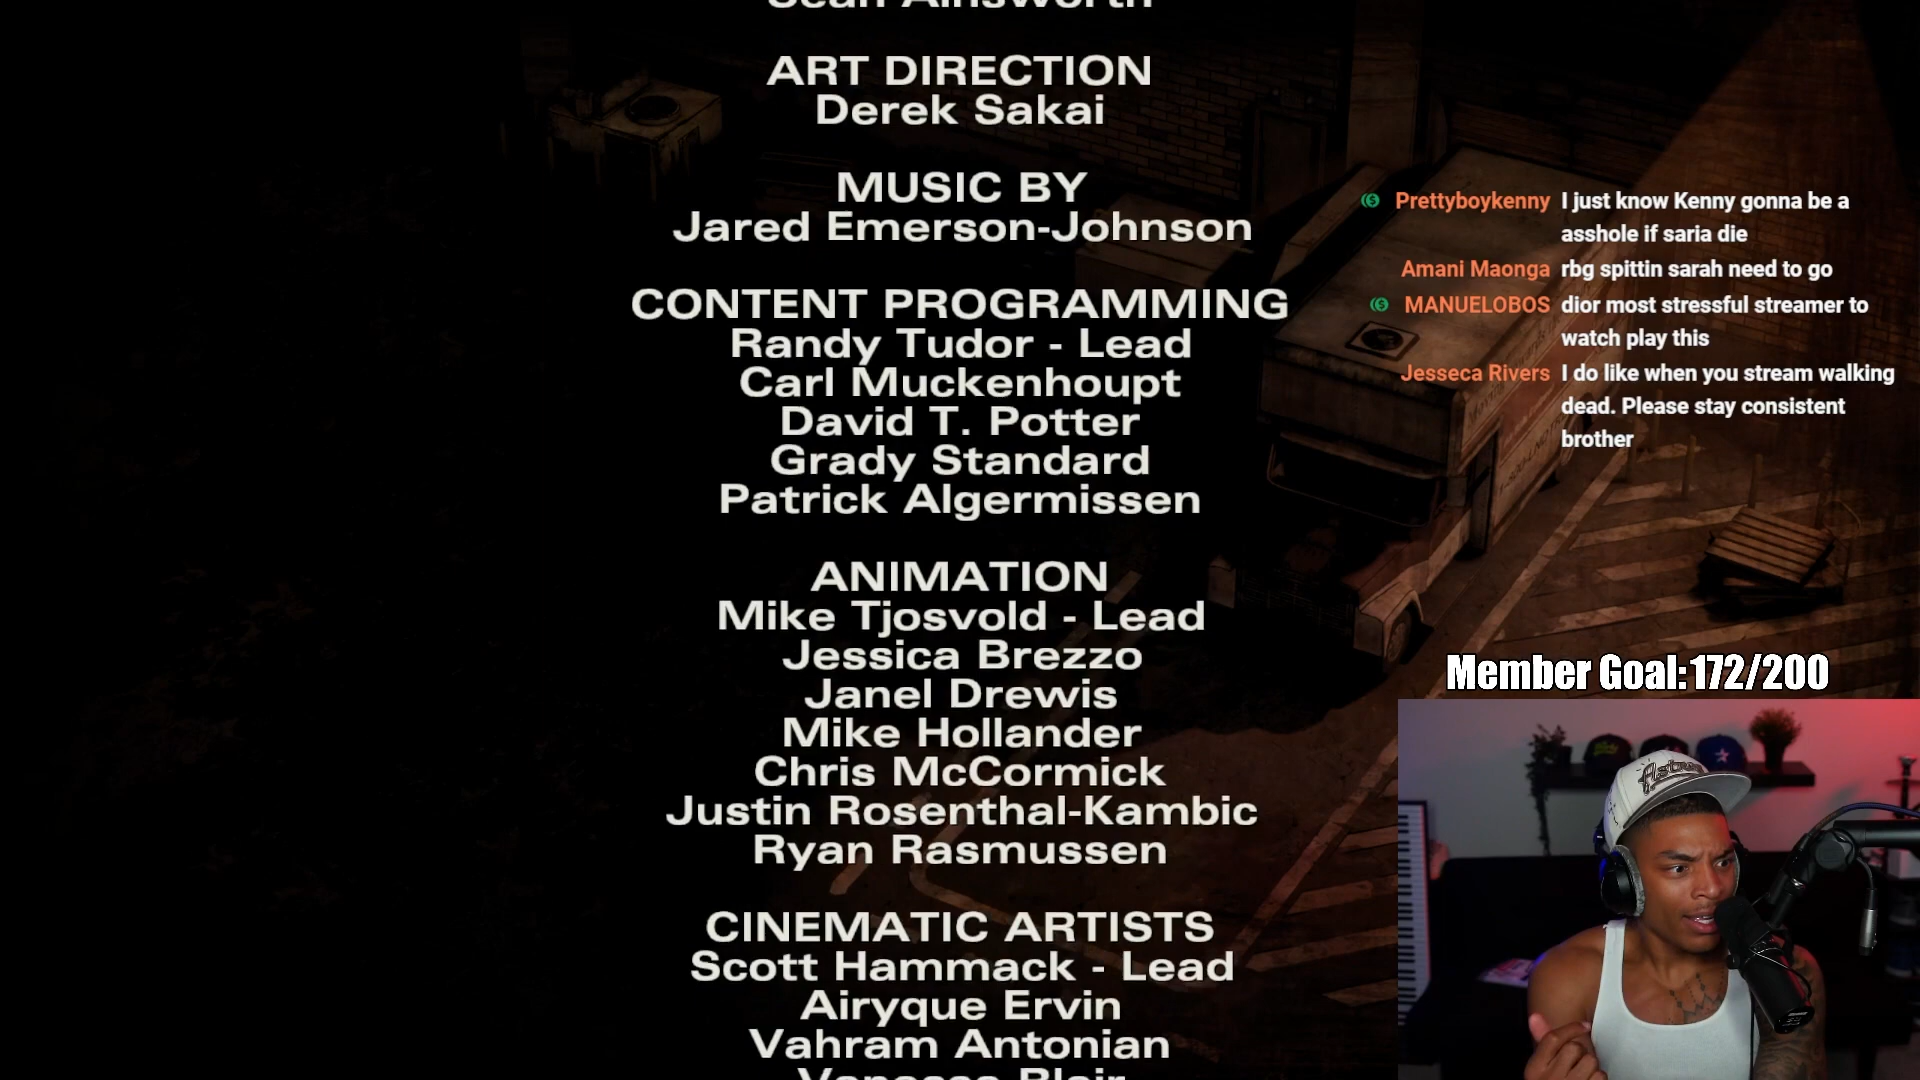 Sean Ainsworth
ART DIRECTION
Derek Sakai
MUSIC BY
Jared Emerson-Johnson
CONTENT PROGRAMMING
Randy Tudor - Lead
Carl Muckenhoupt
David T. Potter
Grady Standard
Patrick Algermissen
ANIMATION
Mike Tjosvold - Lead
Jessica Brezzo
Janel Drewis
Mike Hollander
Chris McCormick
Justin Rosenthal-Kambic
Ryan Rasmussen
CINEMATIC ARTISTS
Scott Hammack - Lead
Airyque Ervin
Vahram Antonian
Prettyboykenny I just know Kenny gonna be a
asshole if saria die
Amani Maonga rbg spittin sarah need to go
MANUELOBOS dior most stressful streamer to
watch play this
Jesseca Rivers I do like when you stream walking
dead. Please stay consistent
brother
Member Goal: 172/200
Astros